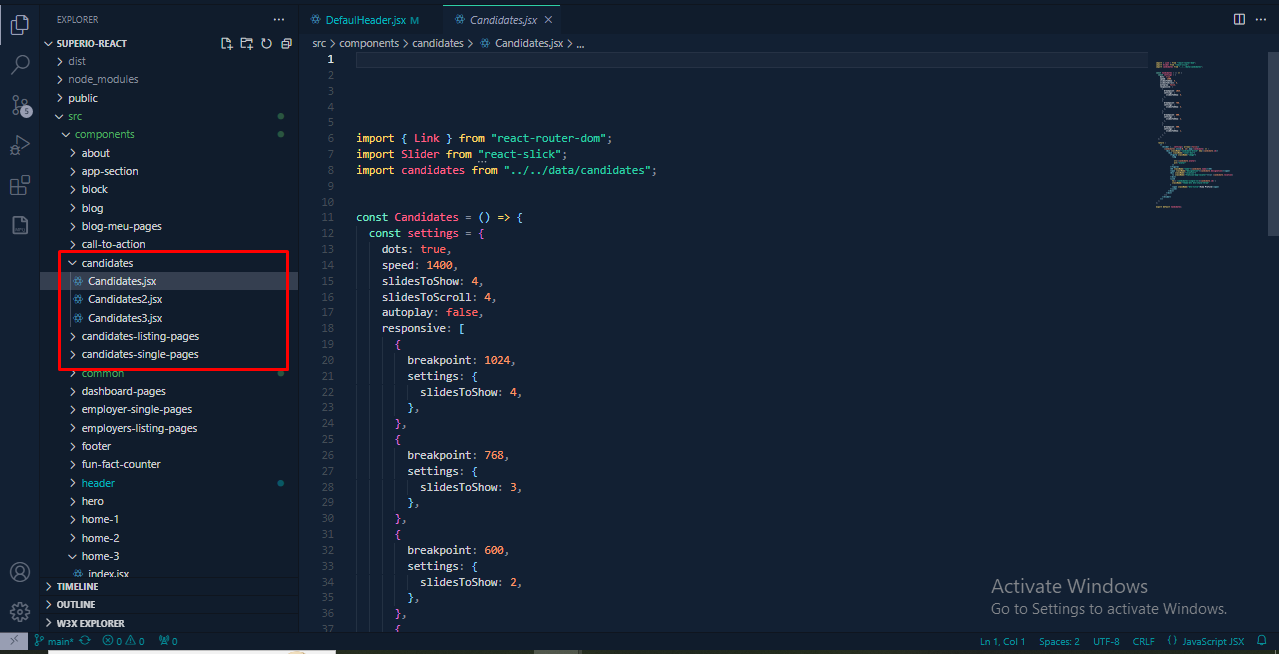 EXPLORER
SUPERIO-REACT
dist
node_modules
public
src
components
about
app-section
block
blog
blog-meu-pages
call-to-action
candidates
Candidates.jsx
Candidates2.jsx
Candidates3.jsx
candidates-listing-pages
candidates-single-pages
common
dashboard-pages
employer-single-pages
employers-listing-pages
footer
fun-fact-counter
header
hero
home-1
home-2
home-3
index.jsx
TIMELINE
OUTLINE
W3X EXPLORER
DefaulHeader.jsx M
Candidates.jsx
src > components > candidates > Candidates.jsx > ...
1
2
3
4
5
6 import { Link } from "react-router-dom";
7 import Slider from "react-slick";
8 import candidates from "../../data/candidates";
9
10
11 const Candidates = () => {
12 const settings = {
13 dots: true,
14 speed: 1400,
15 slidesToShow: 4,
16 slidesToScroll: 4,
17 autoplay: false,
18 responsive: [
19 {
20 breakpoint: 1024,
21 settings: {
22 slidesToShow: 4,
23 },
24 },
25 {
26 breakpoint: 768,
27 settings: {
28 slidesToShow: 3,
29 },
30 },
31 {
32 breakpoint: 600,
33 settings: {
34 slidesToShow: 2,
35 },
36 },
37 {
Activate Windows
Go to Settings to activate Windows.
main* 0 0 0
Ln 1, Col 1 Spaces: 2 UTF-8 CRLF {} JavaScript JSX